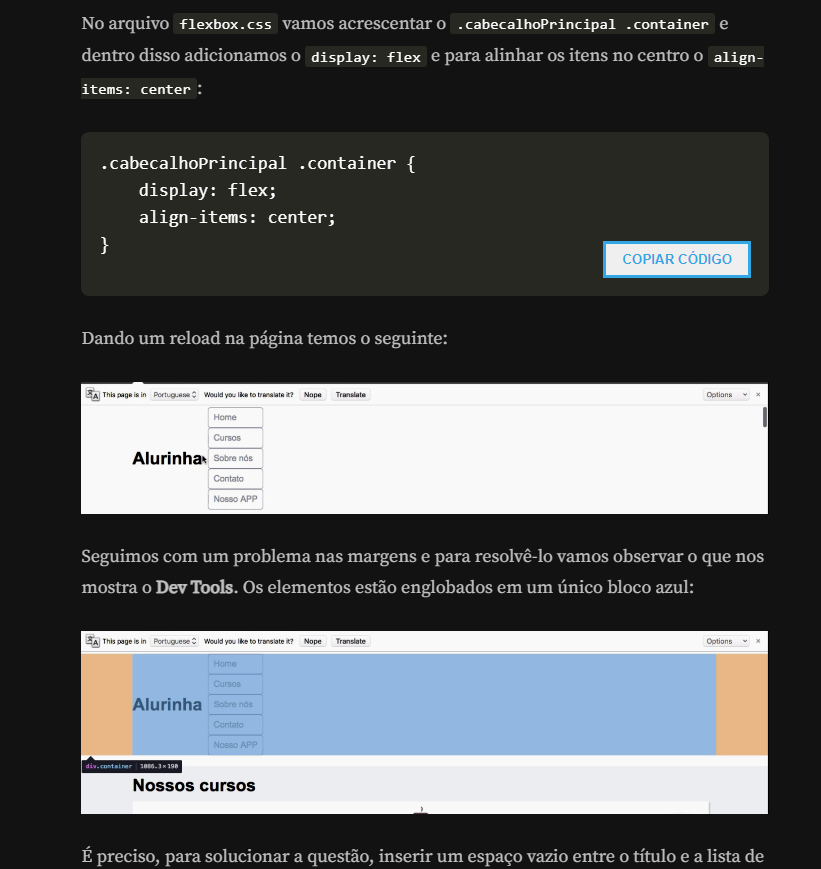 No arquivo flexbox.css vamos acrescentar o .cabecalhoPrincipal .container e
dentro disso adicionamos o display: flex e para alinhar os itens no centro o align-
items: center :
.cabecalhoPrincipal .container {
    display: flex;
    align-items: center;
}
COPIAR CÓDIGO
Dando um reload na página temos o seguinte:
This page is in Portuguese Would you like to translate it? Nope Translate Options ×
Home
Cursos
Alurinha Sobre nós
Contato
Nosso APP
Seguimos com um problema nas margens e para resolvê-lo vamos observar o que nos
mostra o Dev Tools. Os elementos estão englobados em um único bloco azul:
This page is in Portuguese Would you like to translate it? Nope Translate Options ×
Home
Cursos
Alurinha Sobre nós
Contato
Nosso APP
div.container | 1086.3×190
Nossos cursos
É preciso, para solucionar a questão, inserir um espaço vazio entre o título e a lista de